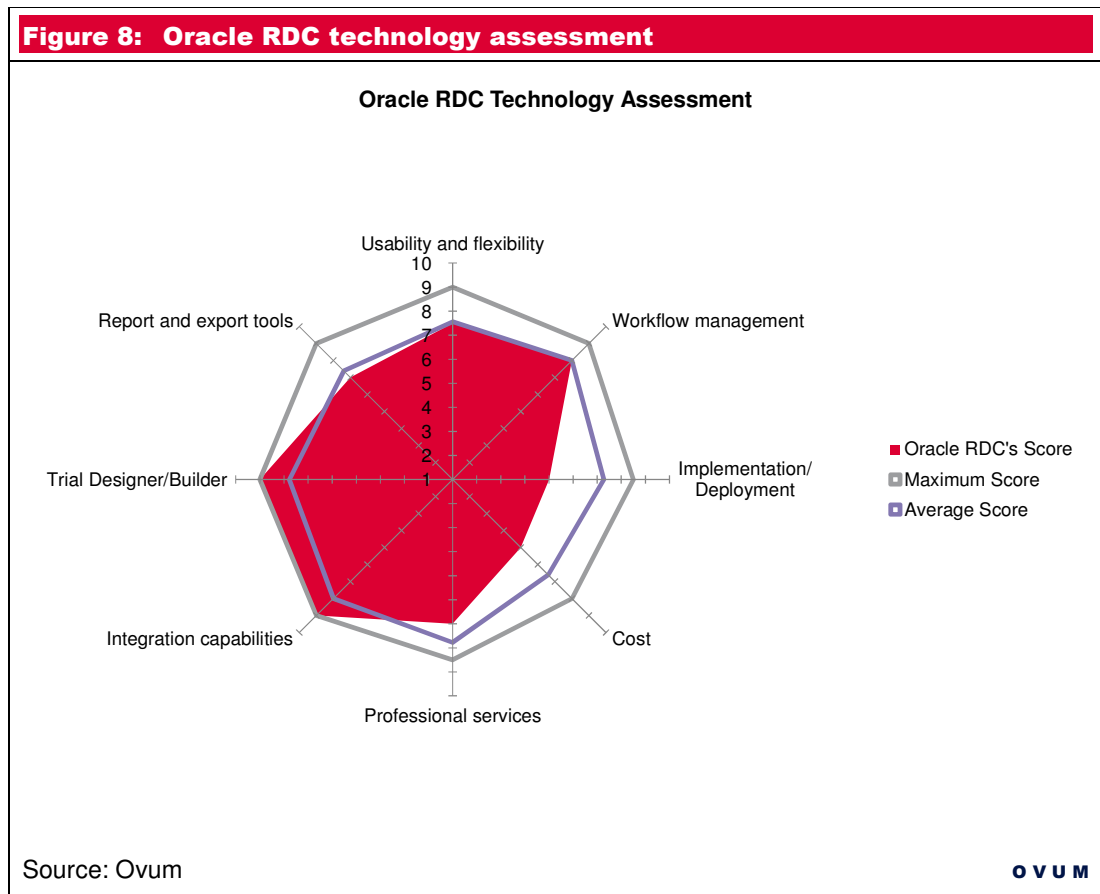 Figure 8: Oracle RDC technology assessment
Oracle RDC Technology Assessment
Usability and flexibility
10
9
8
7
6
5
4
3
2
1
Report and export tools
Workflow management
Trial Designer/Builder
Implementation/
Deployment
Integration capabilities
Cost
Professional services
Oracle RDC's Score
Maximum Score
Average Score
Source: Ovum
OVUM